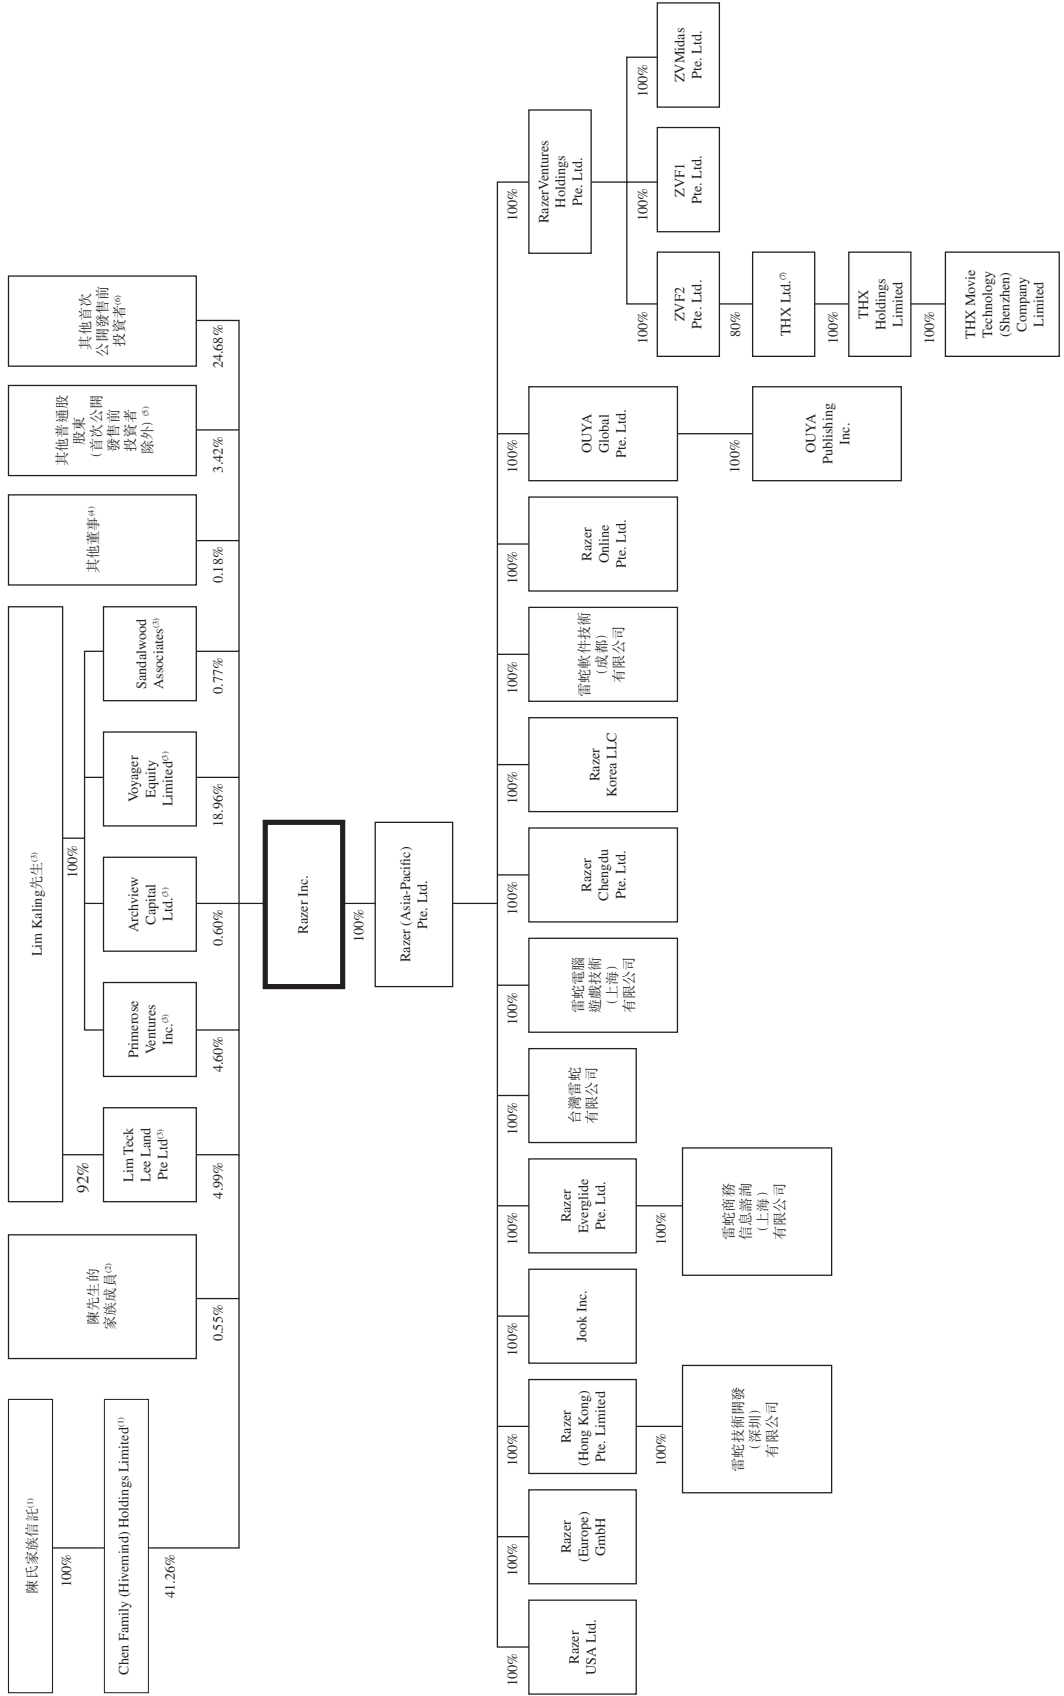 陳氏家族信託(1)
100%
Chen Family (Hivemind) Holdings Limited(1)
41.26%
陳先生的
家族成員(2)
0.55%
Lim Kaling先生(3)
92%
100%
Lim Teck
Lee Land
Pte Ltd(3)
4.99%
Primerose
Ventures
Inc.(3)
4.60%
Archview
Capital
Ltd.(3)
0.60%
Voyager
Equity
Limited(3)
18.96%
Sandalwood
Associates(3)
0.77%
其他董事(4)
0.18%
其他普通股
股東
(首次公開
發售前
投資者
除外) (5)
3.42%
其他首次
公開發售前
投資者(6)
24.68%
Razer Inc.
100%
Razer (Asia-Pacific)
Pte. Ltd.
100%
Razer
USA Ltd.
100%
Razer
(Europe)
GmbH
100%
Razer
(Hong Kong)
Pte. Limited
100%
雷蛇技術開發
(深圳)
有限公司
100%
Jook Inc.
100%
Razer
Everglide
Pte. Ltd.
100%
雷蛇商務
信息諮詢
(上海)
有限公司
100%
台灣雷蛇
有限公司
100%
雷蛇電腦
遊戲技術
(上海)
有限公司
100%
Razer
Chengdu
Pte. Ltd.
100%
Razer
Korea LLC
100%
雷蛇軟件技術
(成都)
有限公司
100%
Razer
Online
Pte. Ltd.
100%
OUYA
Global
Pte. Ltd.
100%
OUYA
Publishing
Inc.
100%
RazerVentures
Holdings
Pte. Ltd.
100%
ZVF2
Pte. Ltd.
80%
THX Ltd.(7)
100%
THX
Holdings
Limited
100%
THX Movie
Technology
(Shenzhen)
Company
Limited
100%
ZVF1
Pte. Ltd.
100%
ZVMidas
Pte. Ltd.